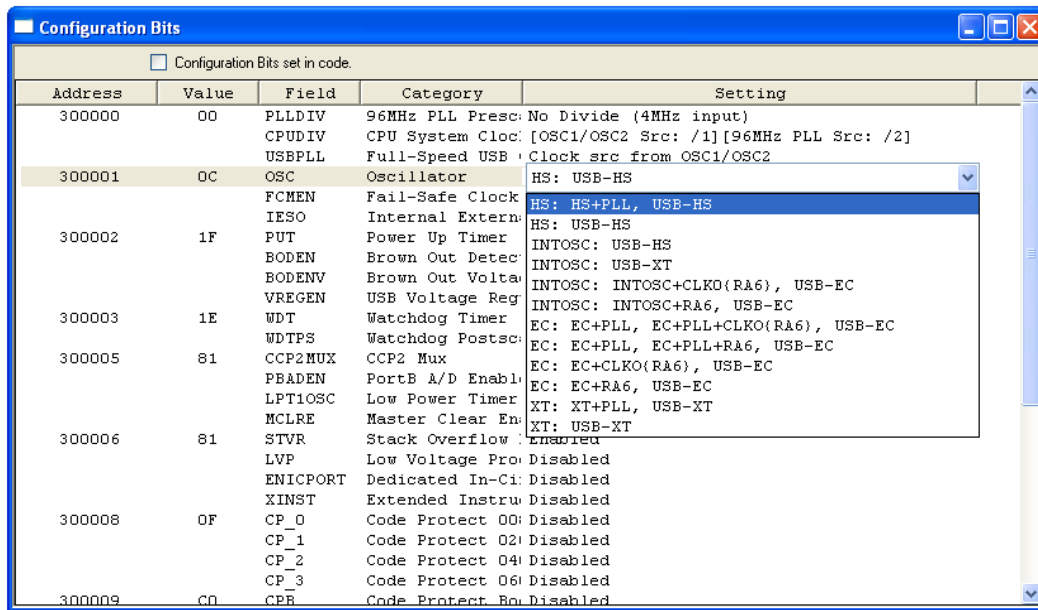 Configuration Bits
Configuration Bits set in code.
Address Value Field Category Setting
300000 00 PLLDIV 96MHz PLL Presc No Divide (4MHz input)
CPUDIV CPU System Cloc [OSC1/OSC2 Src: /1][96MHz PLL Src: /2]
USBPLL Full-Speed USB Clock src from OSC1/OSC2
300001 0C OSC Oscillator HS: USB-HS
FCMEN Fail-Safe Clock HS: HS+PLL, USB-HS
IESO Internal Extern HS: USB-HS
300002 1F PUT Power Up Timer INTOSC: USB-HS
BODEN Brown Out Detec INTOSC: USB-XT
BODENV Brown Out Volta INTOSC: INTOSC+CLKO{RA6}, USB-EC
VREGEN USB Voltage Reg INTOSC: INTOSC+RA6, USB-EC
300003 1E WDT Watchdog Timer EC: EC+PLL, EC+PLL+CLKO{RA6}, USB-EC
WDTPS Watchdog Postsc EC: EC+PLL, EC+PLL+RA6, USB-EC
300005 81 CCP2MUX CCP2 Mux EC: EC+CLKO{RA6}, USB-EC
PBADEN PortB A/D Enabl EC: EC+RA6, USB-EC
LPT1OSC Low Power Timer XT: XT+PLL, USB-XT
MCLRE Master Clear En XT: USB-XT
300006 81 STVR Stack Overflow Enabled
LVP Low Voltage Pro Disabled
ENICPORT Dedicated In-Ci Disabled
XINST Extended Instru Disabled
300008 0F CP_0 Code Protect 00 Disabled
CP_1 Code Protect 02 Disabled
CP_2 Code Protect 04 Disabled
CP_3 Code Protect 06 Disabled
300009 C0 CPB Code Protect Bo Disabled